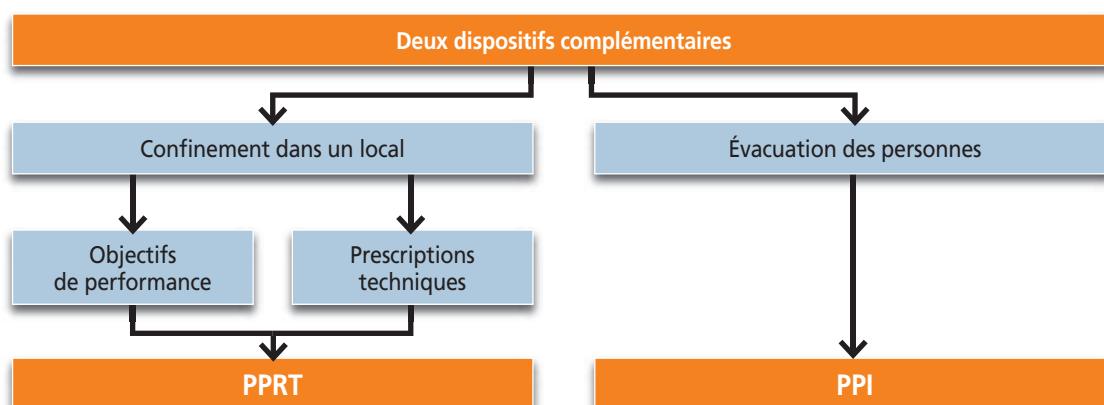 Deux dispositifs complémentaires
Confinement dans un local
Évacuation des personnes
Objectifs
de performance
Prescriptions
techniques
PPRT
PPI